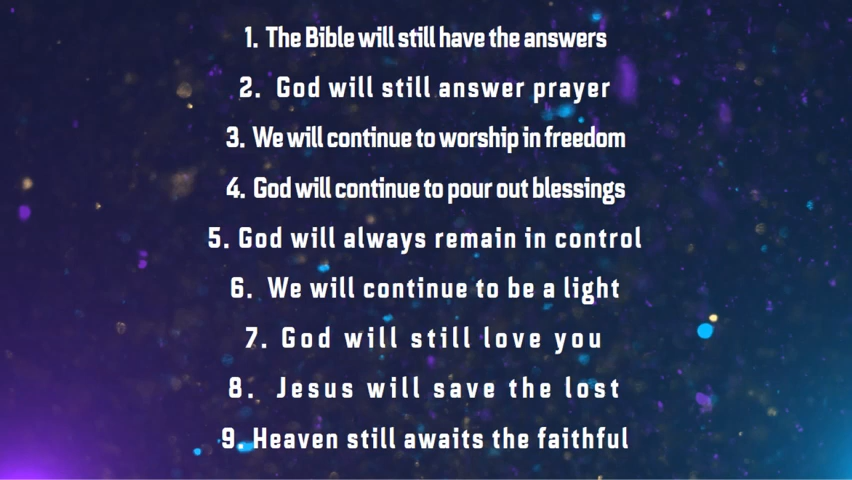 1. The Bible will still have the answers
2. God will still answer prayer
3. We will continue to worship in freedom
4. God will continue to pour out blessings
5. God will always remain in control
6. We will continue to be a light
7. God will still love you
8. Jesus will save the lost
9. Heaven still awaits the faithful